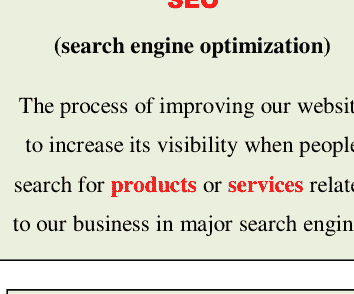 SEO
(search engine optimization)
The process of improving our websit
to increase its visibility when people
search for products or services relate
to our business in major search engin